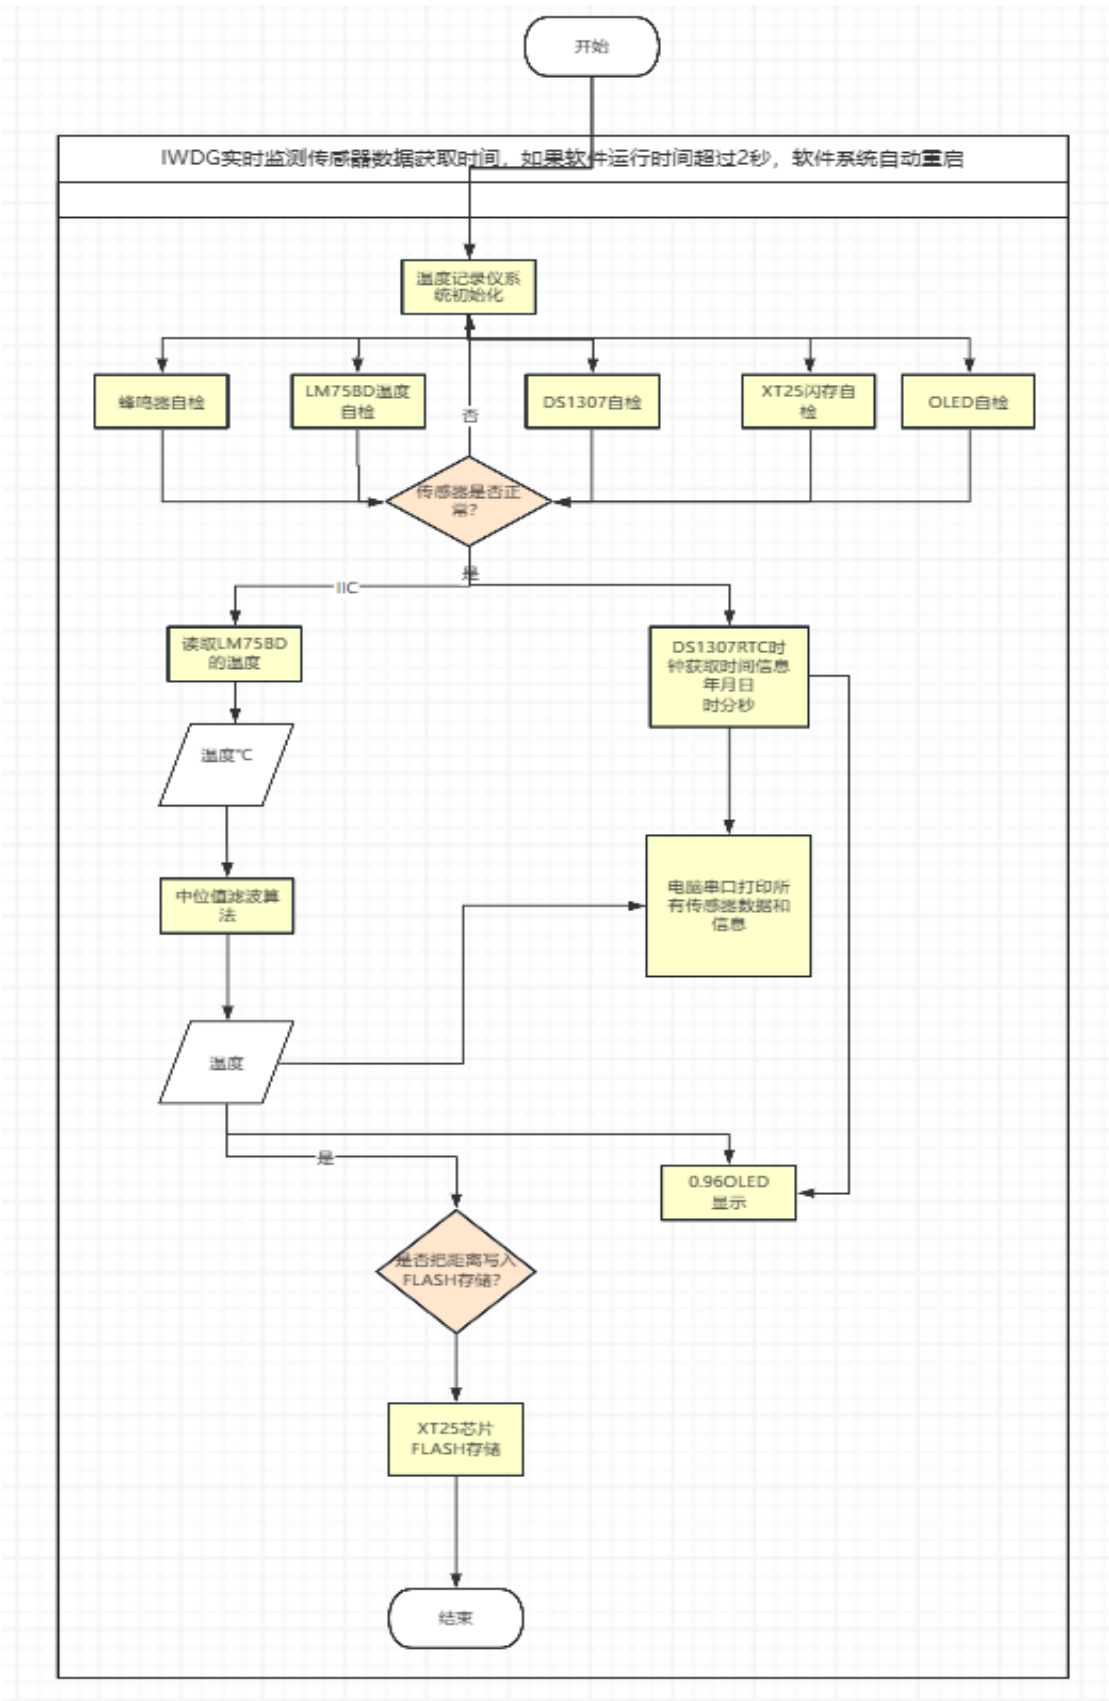 开始
IWDG实时监测传感器数据获取时间，如果软件运行时间超过2秒，软件系统自动重启
温度记录仪系
统初始化
蜂鸣器自检
LM75BD温度
自检
DS1307自检
XT25闪存自
检
OLED自检
否
传感器是否正
常？
是
IIC
读取LM75BD
的温度
DS1307RTC时
钟获取时间信息
年月日
时分秒
温度℃
中位值滤波算
法
电脑串口打印所
有传感器数据和
信息
温度
是
0.96OLED
显示
是否把距离写入
FLASH存储？
XT25芯片
FLASH存储
结束